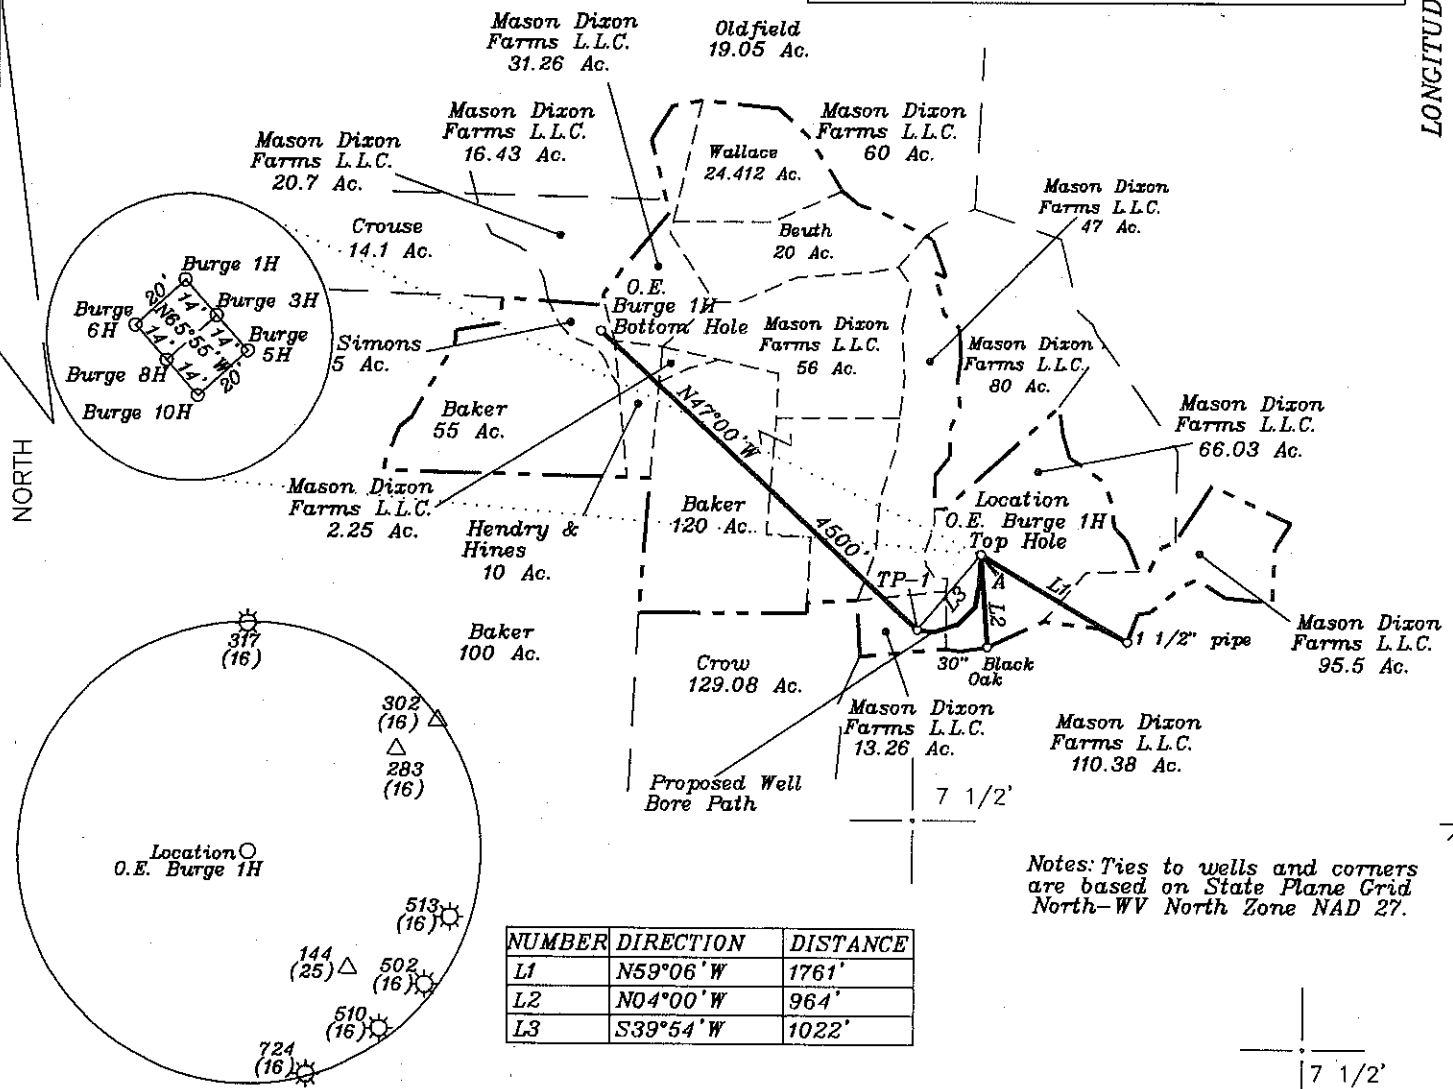 LONGITUD
Mason Dixon
Farms L.L.C.
31.26 Ac.
Oldfield
19.05 Ac.
Mason Dixon
Farms L.L.C.
16.43 Ac.
Mason Dixon
Farms L.L.C.
60 Ac.
Mason Dixon
Farms L.L.C.
20.7 Ac.
Wallace
24.412 Ac.
Mason Dixon
Farms L.L.C.
47 Ac.
Crouse
14.1 Ac.
Beuth
20 Ac.
Burge 1H
20'
14'
Burge 3H
Burge
6H
N65°55'W
14'
14'
Burge
5H
Burge 8H
14'
20'
Burge 10H
O.E.
Burge 1H
Bottom Hole
Simons
5 Ac.
Mason Dixon
Farms L.L.C.
56 Ac.
Mason Dixon
Farms L.L.C.
80 Ac.
Baker
55 Ac.
N47°00'W
Mason Dixon
Farms L.L.C.
66.03 Ac.
NORTH
Mason Dixon
Farms L.L.C.
2.25 Ac.
Hendry &
Hines
10 Ac.
Baker
120 Ac.
4500'
Location
O.E. Burge 1H
Top Hole
TP-1
A
L1
L3
L2
Baker
100 Ac.
Crow
129.08 Ac.
30" Black
Oak
1 1/2" pipe
Mason Dixon
Farms L.L.C.
95.5 Ac.
Mason Dixon
Farms L.L.C.
13.26 Ac.
Mason Dixon
Farms L.L.C.
110.38 Ac.
Proposed Well
Bore Path
7 1/2'
317
(16)
302
(16)
283
(16)
Location
O.E. Burge 1H
513
(16)
144
(25)
502
(16)
510
(16)
724
(16)
Notes: Ties to wells and corners
are based on State Plane Grid
North-WV North Zone NAD 27.
NUMBER DIRECTION DISTANCE
L1 N59°06'W 1761'
L2 N04°00'W 964'
L3 S39°54'W 1022'
7 1/2'